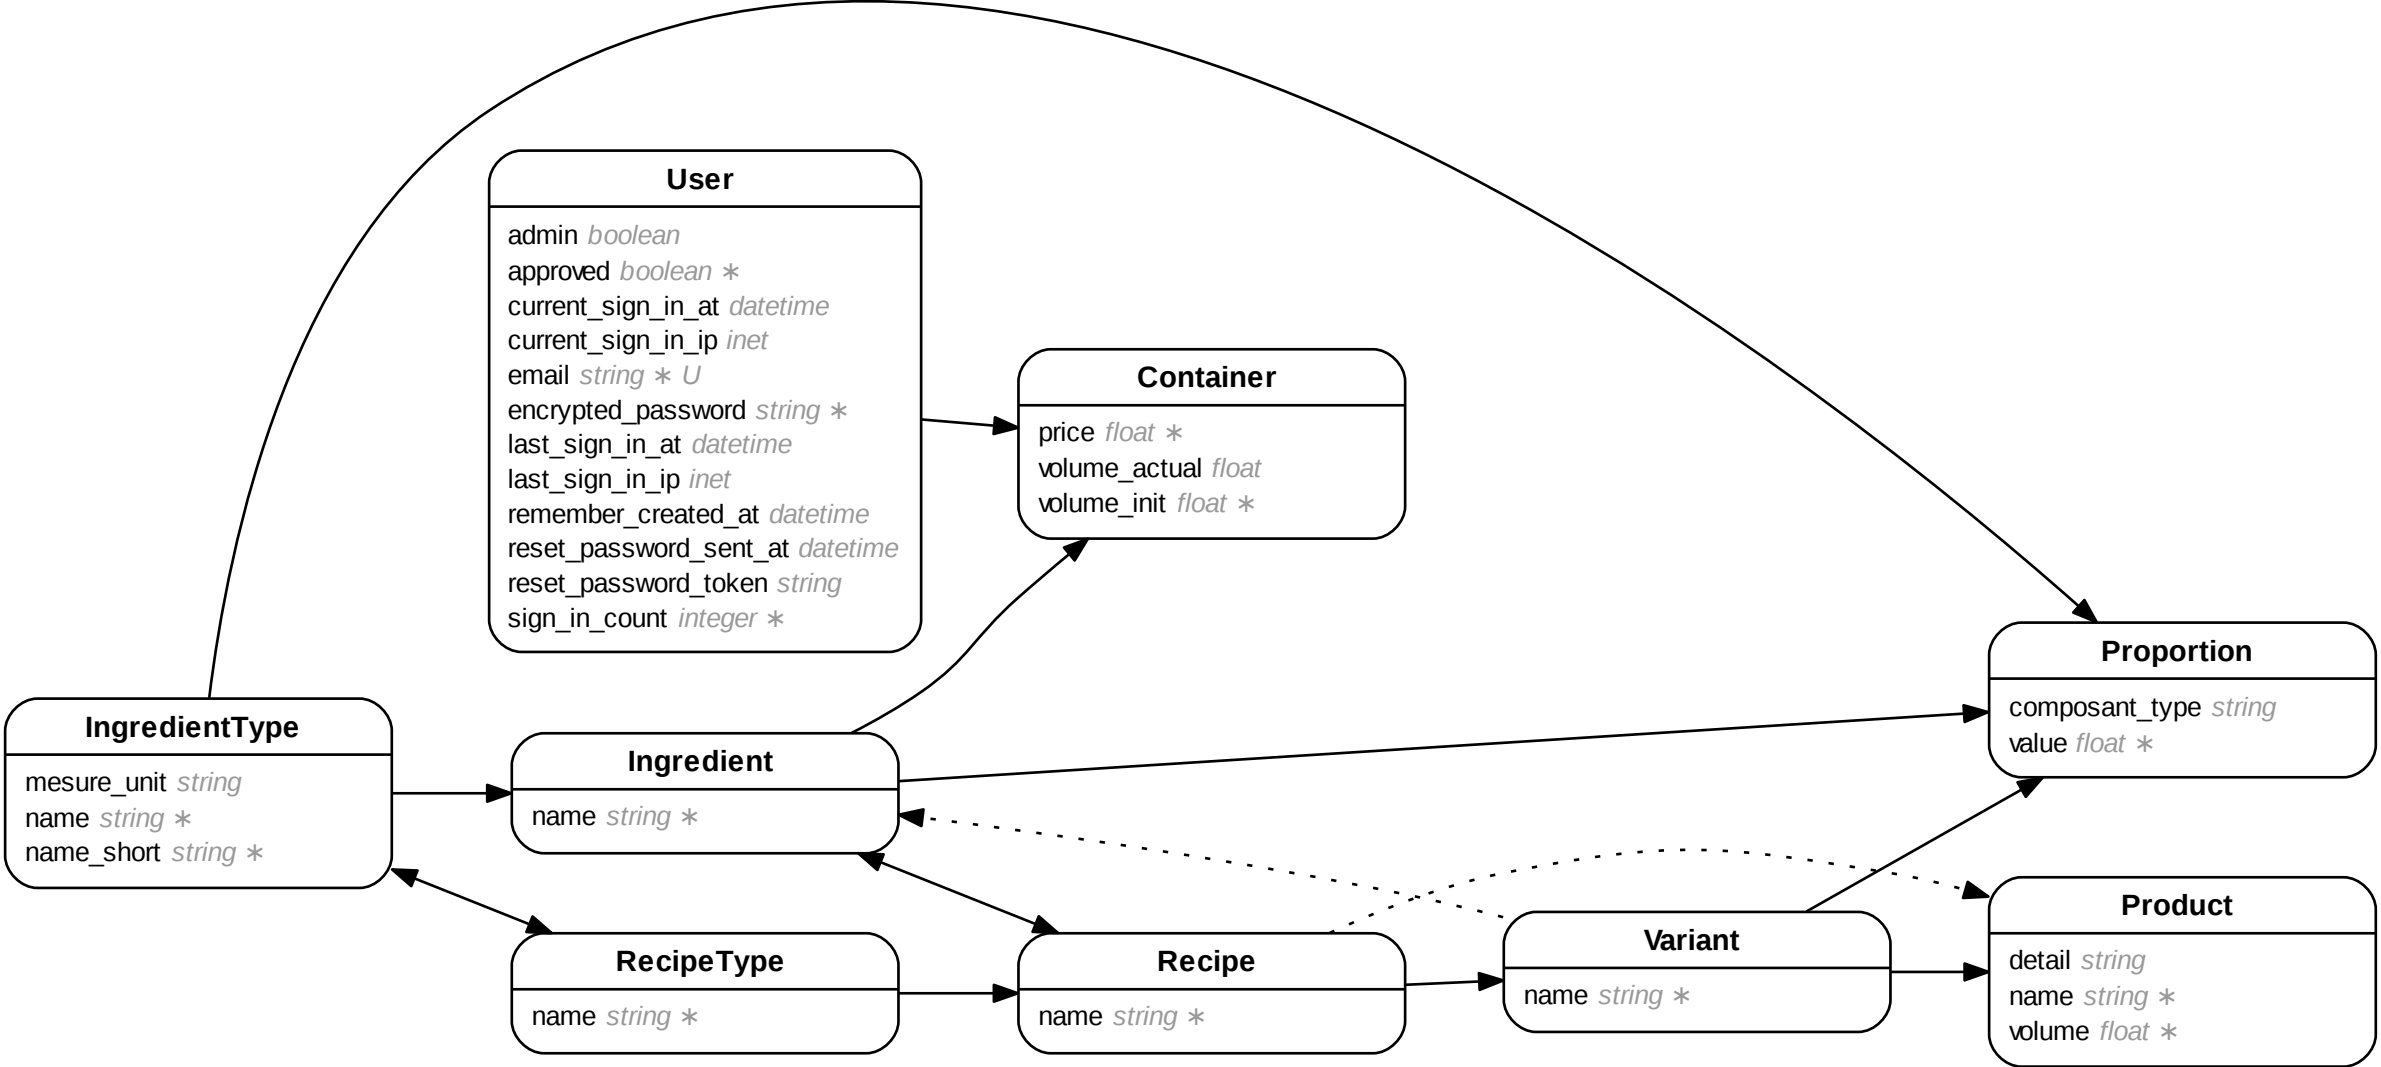 User
admin boolean
approved boolean ∗
current_sign_in_at datetime
current_sign_in_ip inet
email string ∗ U
encrypted_password string ∗
last_sign_in_at datetime
last_sign_in_ip inet
remember_created_at datetime
reset_password_sent_at datetime
reset_password_token string
sign_in_count integer ∗
Container
price float ∗
volume_actual float
volume_init float ∗
Proportion
composant_type string
value float ∗
IngredientType
mesure_unit string
name string ∗
name_short string ∗
Ingredient
name string ∗
RecipeType
name string ∗
Recipe
name string ∗
Variant
name string ∗
Product
detail string
name string ∗
volume float ∗